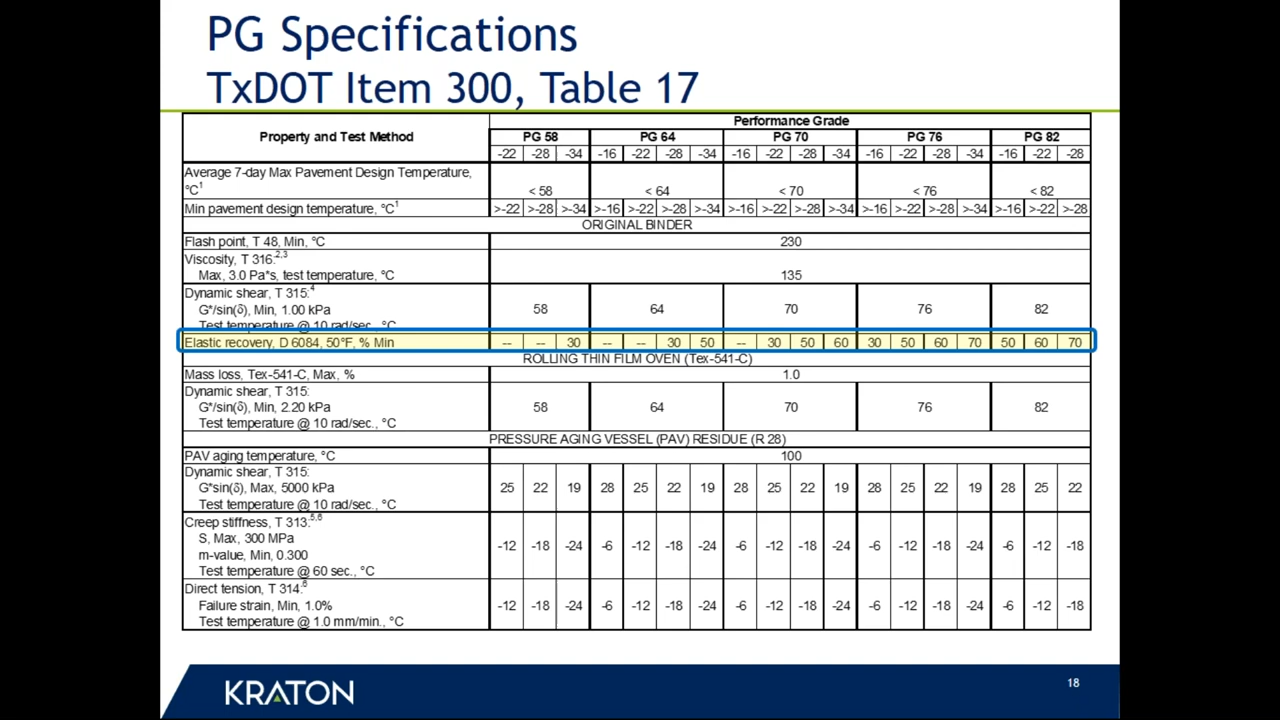 PG Specifications
TxDOT Item 300, Table 17
Property and Test Method
Performance Grade
PG 58 PG 64 PG 70 PG 76 PG 82
-22 -28 -34 -16 -22 -28 -34 -16 -22 -28 -34 -16 -22 -28 -34 -16 -22 -28
Average 7-day Max Pavement Design Temperature,
°C1 < 58 < 64 < 70 < 76 < 82
Min pavement design temperature, °C1 >-22 >-28 >-34 >-16 >-22 >-28 >-34 >-16 >-22 >-28 >-34 >-16 >-22 >-28 >-34 >-16 >-22 >-28
ORIGINAL BINDER
Flash point, T 48, Min, °C 230
Viscosity, T 316:2,3
Max, 3.0 Pa*s, test temperature, °C 135
Dynamic shear, T 315:4
G*/sin(δ), Min, 1.00 kPa 58 64 70 76 82
Test temperature @ 10 rad/sec., °C
Elastic recovery, D 6084, 50°F, % Min -- -- 30 -- -- 30 50 -- 30 50 60 30 50 60 70 50 60 70
ROLLING THIN FILM OVEN (Tex-541-C)
Mass loss, Tex-541-C, Max, % 1.0
Dynamic shear, T 315:
G*/sin(δ), Min, 2.20 kPa 58 64 70 76 82
Test temperature @ 10 rad/sec., °C
PRESSURE AGING VESSEL (PAV) RESIDUE (R 28)
PAV aging temperature, °C 100
Dynamic shear, T 315:
G*sin(δ), Max, 5000 kPa 25 22 19 28 25 22 19 28 25 22 19 28 25 22 19 28 25 22
Test temperature @ 10 rad/sec., °C
Creep stiffness, T 313:5,6
S, Max, 300 MPa
m-value, Min, 0.300 -12 -18 -24 -6 -12 -18 -24 -6 -12 -18 -24 -6 -12 -18 -24 -6 -12 -18
Test temperature @ 60 sec., °C
Direct tension, T 314:6
Failure strain, Min, 1.0% -12 -18 -24 -6 -12 -18 -24 -6 -12 -18 -24 -6 -12 -18 -24 -6 -12 -18
Test temperature @ 1.0 mm/min., °C
KRATON
18